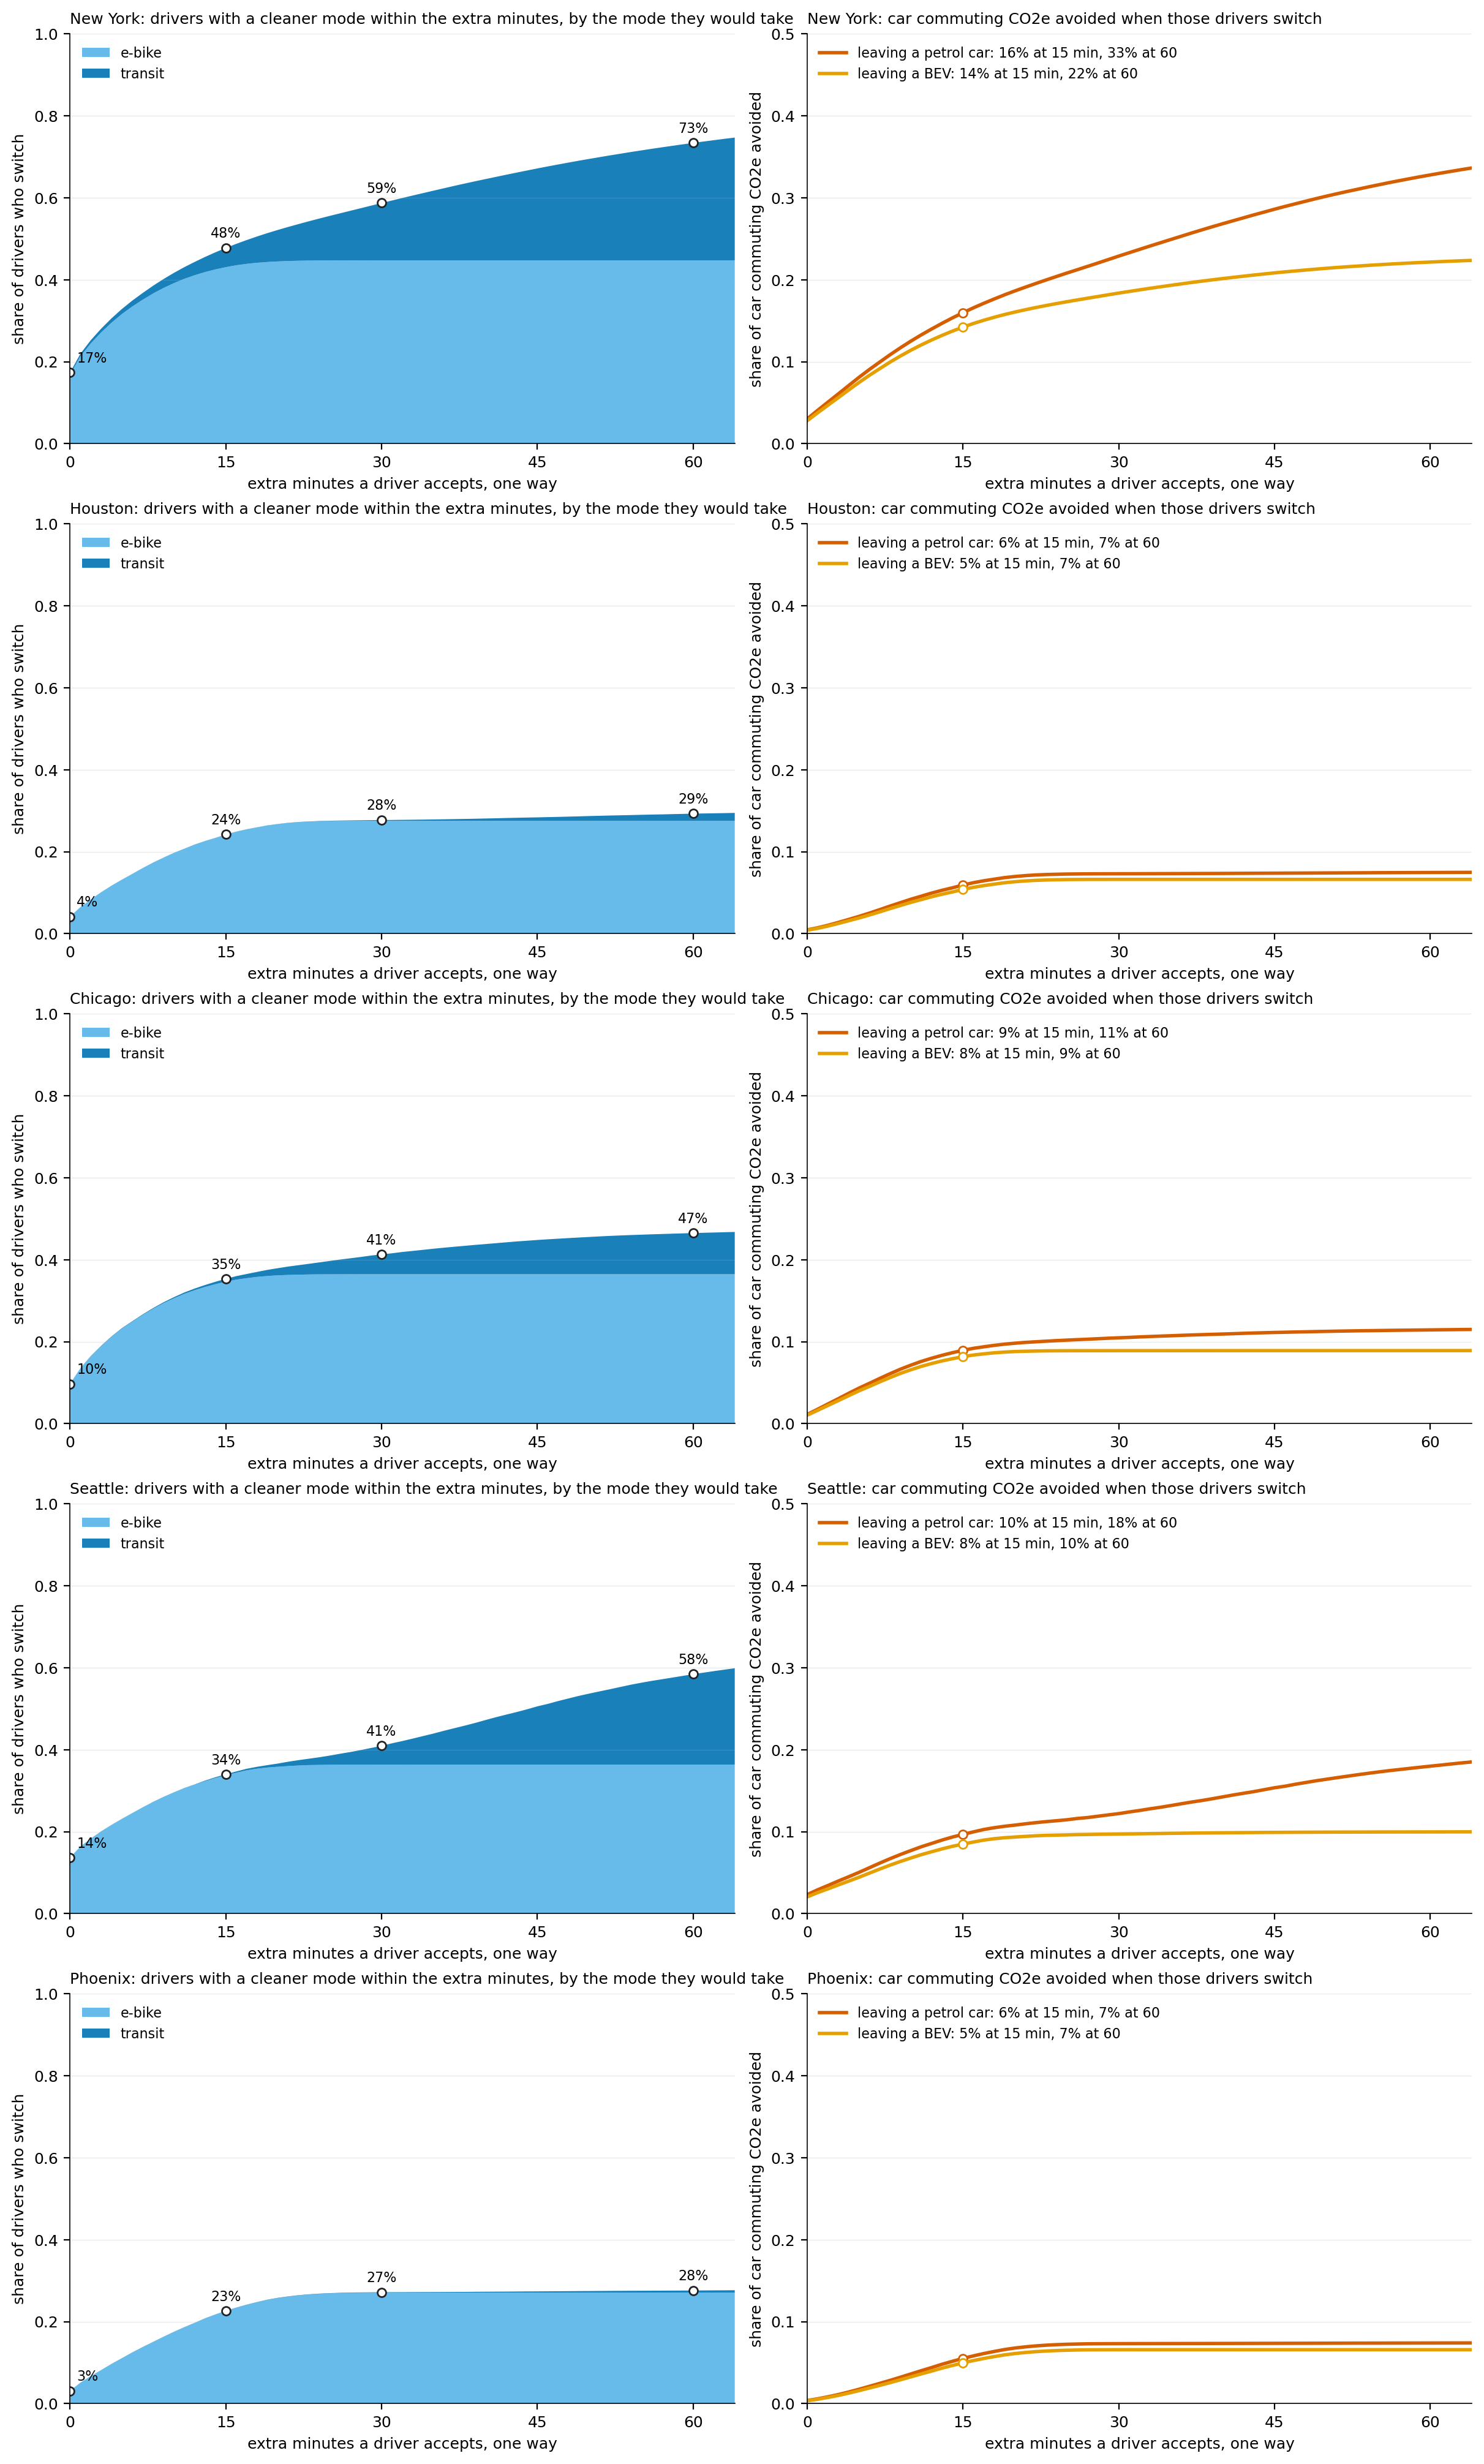 New York: drivers with a cleaner mode within the extra minutes, by the mode they would take
1.0
0.8
0.6
0.4
0.2
0.0
share of drivers who switch
e-bike
transit
17%
48%
59%
73%
0 15 30 45 60
extra minutes a driver accepts, one way
New York: car commuting CO2e avoided when those drivers switch
0.5
0.4
0.3
0.2
0.1
0.0
share of car commuting CO2e avoided
leaving a petrol car: 16% at 15 min, 33% at 60
leaving a BEV: 14% at 15 min, 22% at 60
0 15 30 45 60
extra minutes a driver accepts, one way
Houston: drivers with a cleaner mode within the extra minutes, by the mode they would take
1.0
0.8
0.6
0.4
0.2
0.0
share of drivers who switch
e-bike
transit
4%
24%
28%
29%
0 15 30 45 60
extra minutes a driver accepts, one way
Houston: car commuting CO2e avoided when those drivers switch
0.5
0.4
0.3
0.2
0.1
0.0
share of car commuting CO2e avoided
leaving a petrol car: 6% at 15 min, 7% at 60
leaving a BEV: 5% at 15 min, 7% at 60
0 15 30 45 60
extra minutes a driver accepts, one way
Chicago: drivers with a cleaner mode within the extra minutes, by the mode they would take
1.0
0.8
0.6
0.4
0.2
0.0
share of drivers who switch
e-bike
transit
10%
35%
41%
47%
0 15 30 45 60
extra minutes a driver accepts, one way
Chicago: car commuting CO2e avoided when those drivers switch
0.5
0.4
0.3
0.2
0.1
0.0
share of car commuting CO2e avoided
leaving a petrol car: 9% at 15 min, 11% at 60
leaving a BEV: 8% at 15 min, 9% at 60
0 15 30 45 60
extra minutes a driver accepts, one way
Seattle: drivers with a cleaner mode within the extra minutes, by the mode they would take
1.0
0.8
0.6
0.4
0.2
0.0
share of drivers who switch
e-bike
transit
14%
34%
41%
58%
0 15 30 45 60
extra minutes a driver accepts, one way
Seattle: car commuting CO2e avoided when those drivers switch
0.5
0.4
0.3
0.2
0.1
0.0
share of car commuting CO2e avoided
leaving a petrol car: 10% at 15 min, 18% at 60
leaving a BEV: 8% at 15 min, 10% at 60
0 15 30 45 60
extra minutes a driver accepts, one way
Phoenix: drivers with a cleaner mode within the extra minutes, by the mode they would take
1.0
0.8
0.6
0.4
0.2
0.0
share of drivers who switch
e-bike
transit
3%
23%
27%
28%
0 15 30 45 60
extra minutes a driver accepts, one way
Phoenix: car commuting CO2e avoided when those drivers switch
0.5
0.4
0.3
0.2
0.1
0.0
share of car commuting CO2e avoided
leaving a petrol car: 6% at 15 min, 7% at 60
leaving a BEV: 5% at 15 min, 7% at 60
0 15 30 45 60
extra minutes a driver accepts, one way